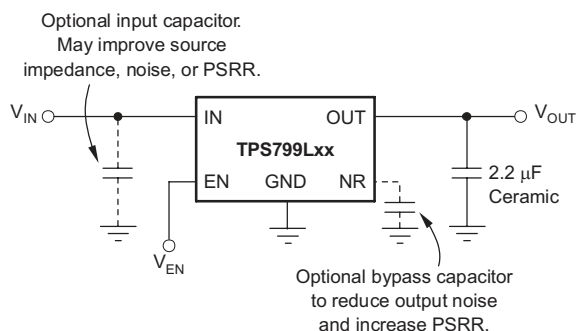 Optional input capacitor.
May improve source
impedance, noise, or PSRR.
V_IN
IN
OUT
V_OUT
TPS799Lxx
EN
GND
NR
2.2 μF
Ceramic
V_EN
Optional bypass capacitor
to reduce output noise
and increase PSRR.